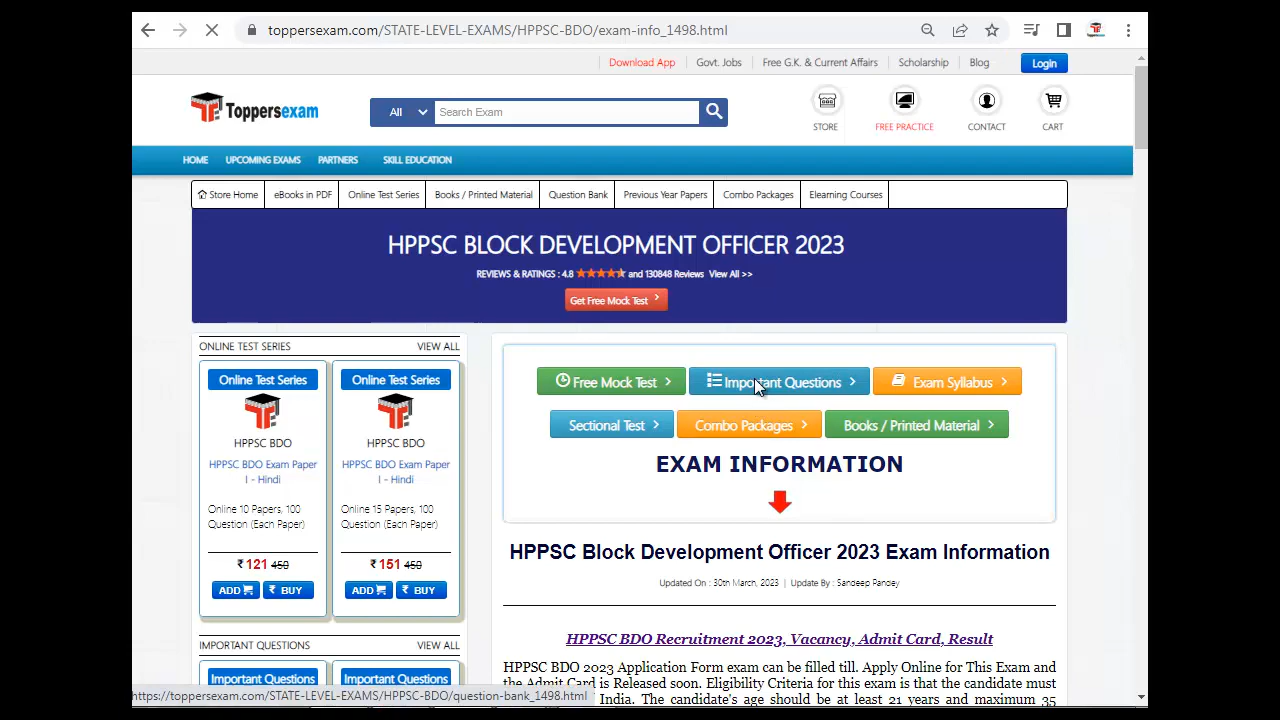 toppersexam.com/STATE-LEVEL-EXAMS/HPPSC-BDO/exam-info_1498.html
Download App Govt. Jobs Free G.K. & Current Affairs Scholarship Blog Login
Toppersexam
All Search Exam
STORE FREE PRACTICE CONTACT CART
HOME UPCOMING EXAMS PARTNERS SKILL EDUCATION
Store Home eBooks in PDF Online Test Series Books / Printed Material Question Bank Previous Year Papers Combo Packages Elearning Courses
HPPSC BLOCK DEVELOPMENT OFFICER 2023
REVIEWS & RATINGS : 4.8 and 130848 Reviews View All >>
Get Free Mock Test
ONLINE TEST SERIES VIEW ALL
Online Test Series
HPPSC BDO
HPPSC BDO Exam Paper
I - Hindi
Online 10 Papers, 100
Question (Each Paper)
₹ 121 450
ADD ₹ BUY
Online Test Series
HPPSC BDO
HPPSC BDO Exam Paper
I - Hindi
Online 15 Papers, 100
Question (Each Paper)
₹ 151 450
ADD ₹ BUY
IMPORTANT QUESTIONS VIEW ALL
Important Questions Important Questions
Free Mock Test Important Questions Exam Syllabus
Sectional Test Combo Packages Books / Printed Material
EXAM INFORMATION
HPPSC Block Development Officer 2023 Exam Information
Updated On : 30th March, 2023 | Update By : Sandeep Pandey
HPPSC BDO Recruitment 2023, Vacancy, Admit Card, Result
HPPSC BDO 2023 Application Form exam can be filled till. Apply Online for This Exam and
the Admit Card is Released soon. Eligibility Criteria for this exam is that the candidate must
India. The candidate's age should be at least 21 years and maximum 35
https://toppersexam.com/STATE-LEVEL-EXAMS/HPPSC-BDO/question-bank_1498.html